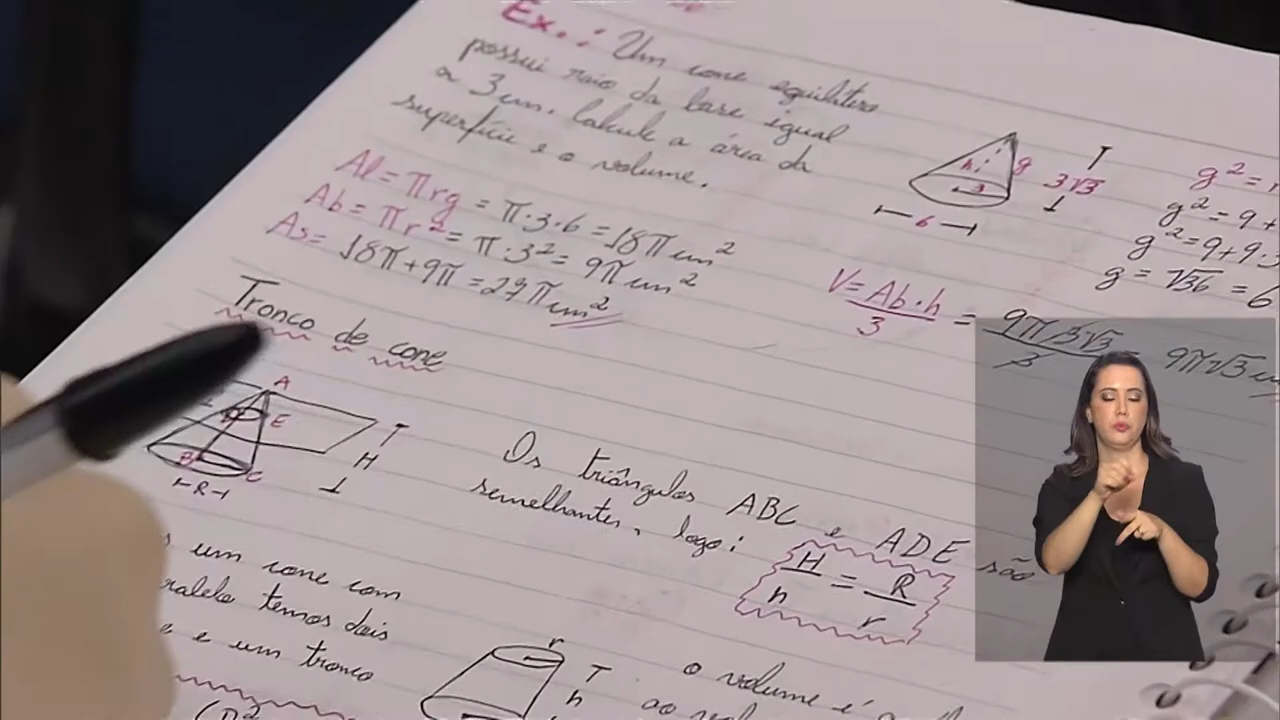 Ex.: Um cone equilátero
possui raio da base igual
a 3cm. Calcule a área da
superfície e o volume.
h
g
3
3√3
6
g² =
g² = 9 +
g² = 9 + 9·3
g = √36 = 6
Al = πrg = π·3·6 = 18π cm²
Ab = πr² = π·3² = 9π cm²
As = 18π + 9π = 27π cm²
V = Ab·h / 3 = 9π·3√3 / 3 9π√3 cm
Tronco de cone
A
E
B
C
H
R
Os triângulos ABC e ADE são
semelhantes, logo:
H/h = R/r
um cone com
temos dois
e um tronco
r
h
o volume é a
ao